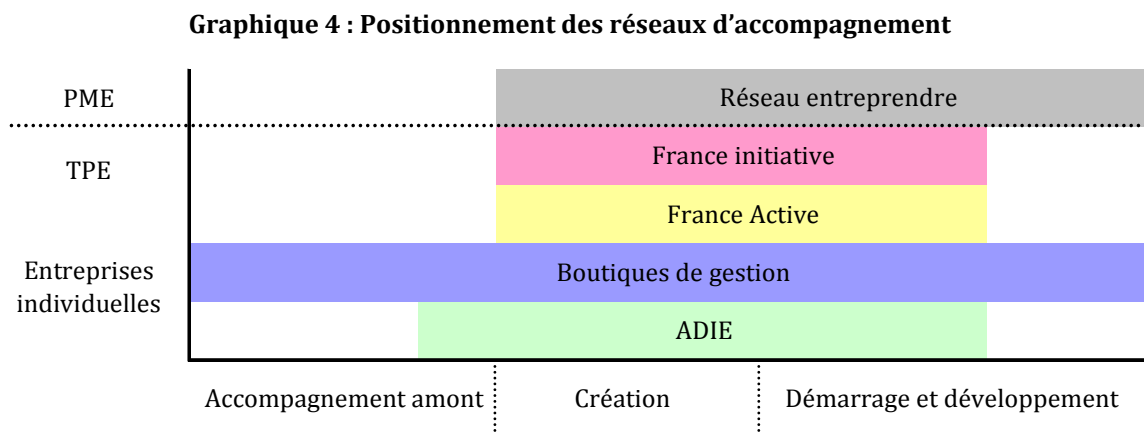 Graphique 4 : Positionnement des réseaux d’accompagnement
PME
Réseau entreprendre
TPE
France initiative
France Active
Entreprises
individuelles
Boutiques de gestion
ADIE
Accompagnement amont
Création
Démarrage et développement